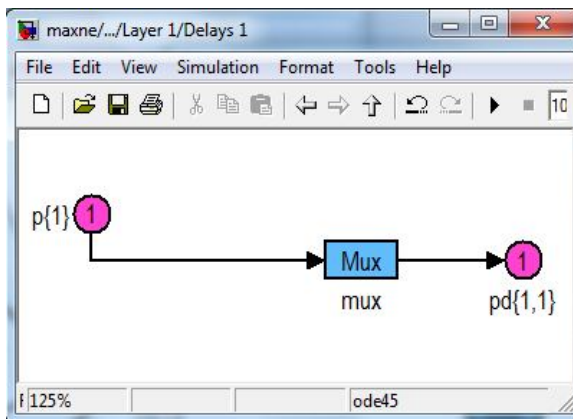 maxne/.../Layer 1/Delays 1
File Edit View Simulation Format Tools Help
10
p{1} 1
Mux 1
mux pd{1,1}
125% ode45